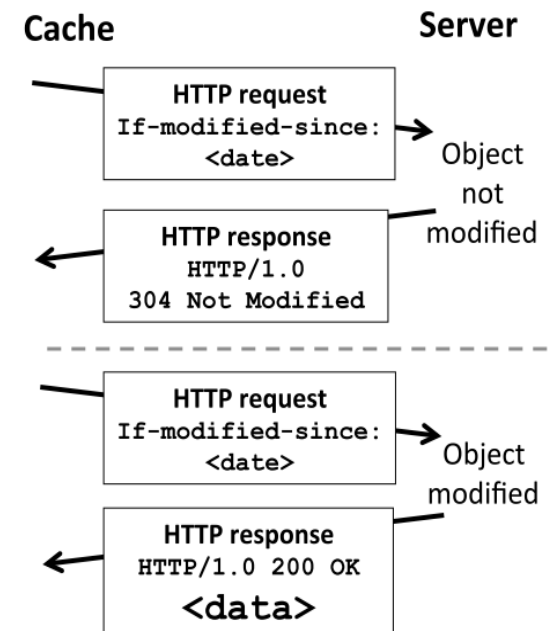 Cache
Server
HTTP request
If-modified-since:
<date>
Object
not
modified
HTTP response
HTTP/1.0
304 Not Modified
HTTP request
If-modified-since:
<date>
Object
modified
HTTP response
HTTP/1.0 200 OK
<data>